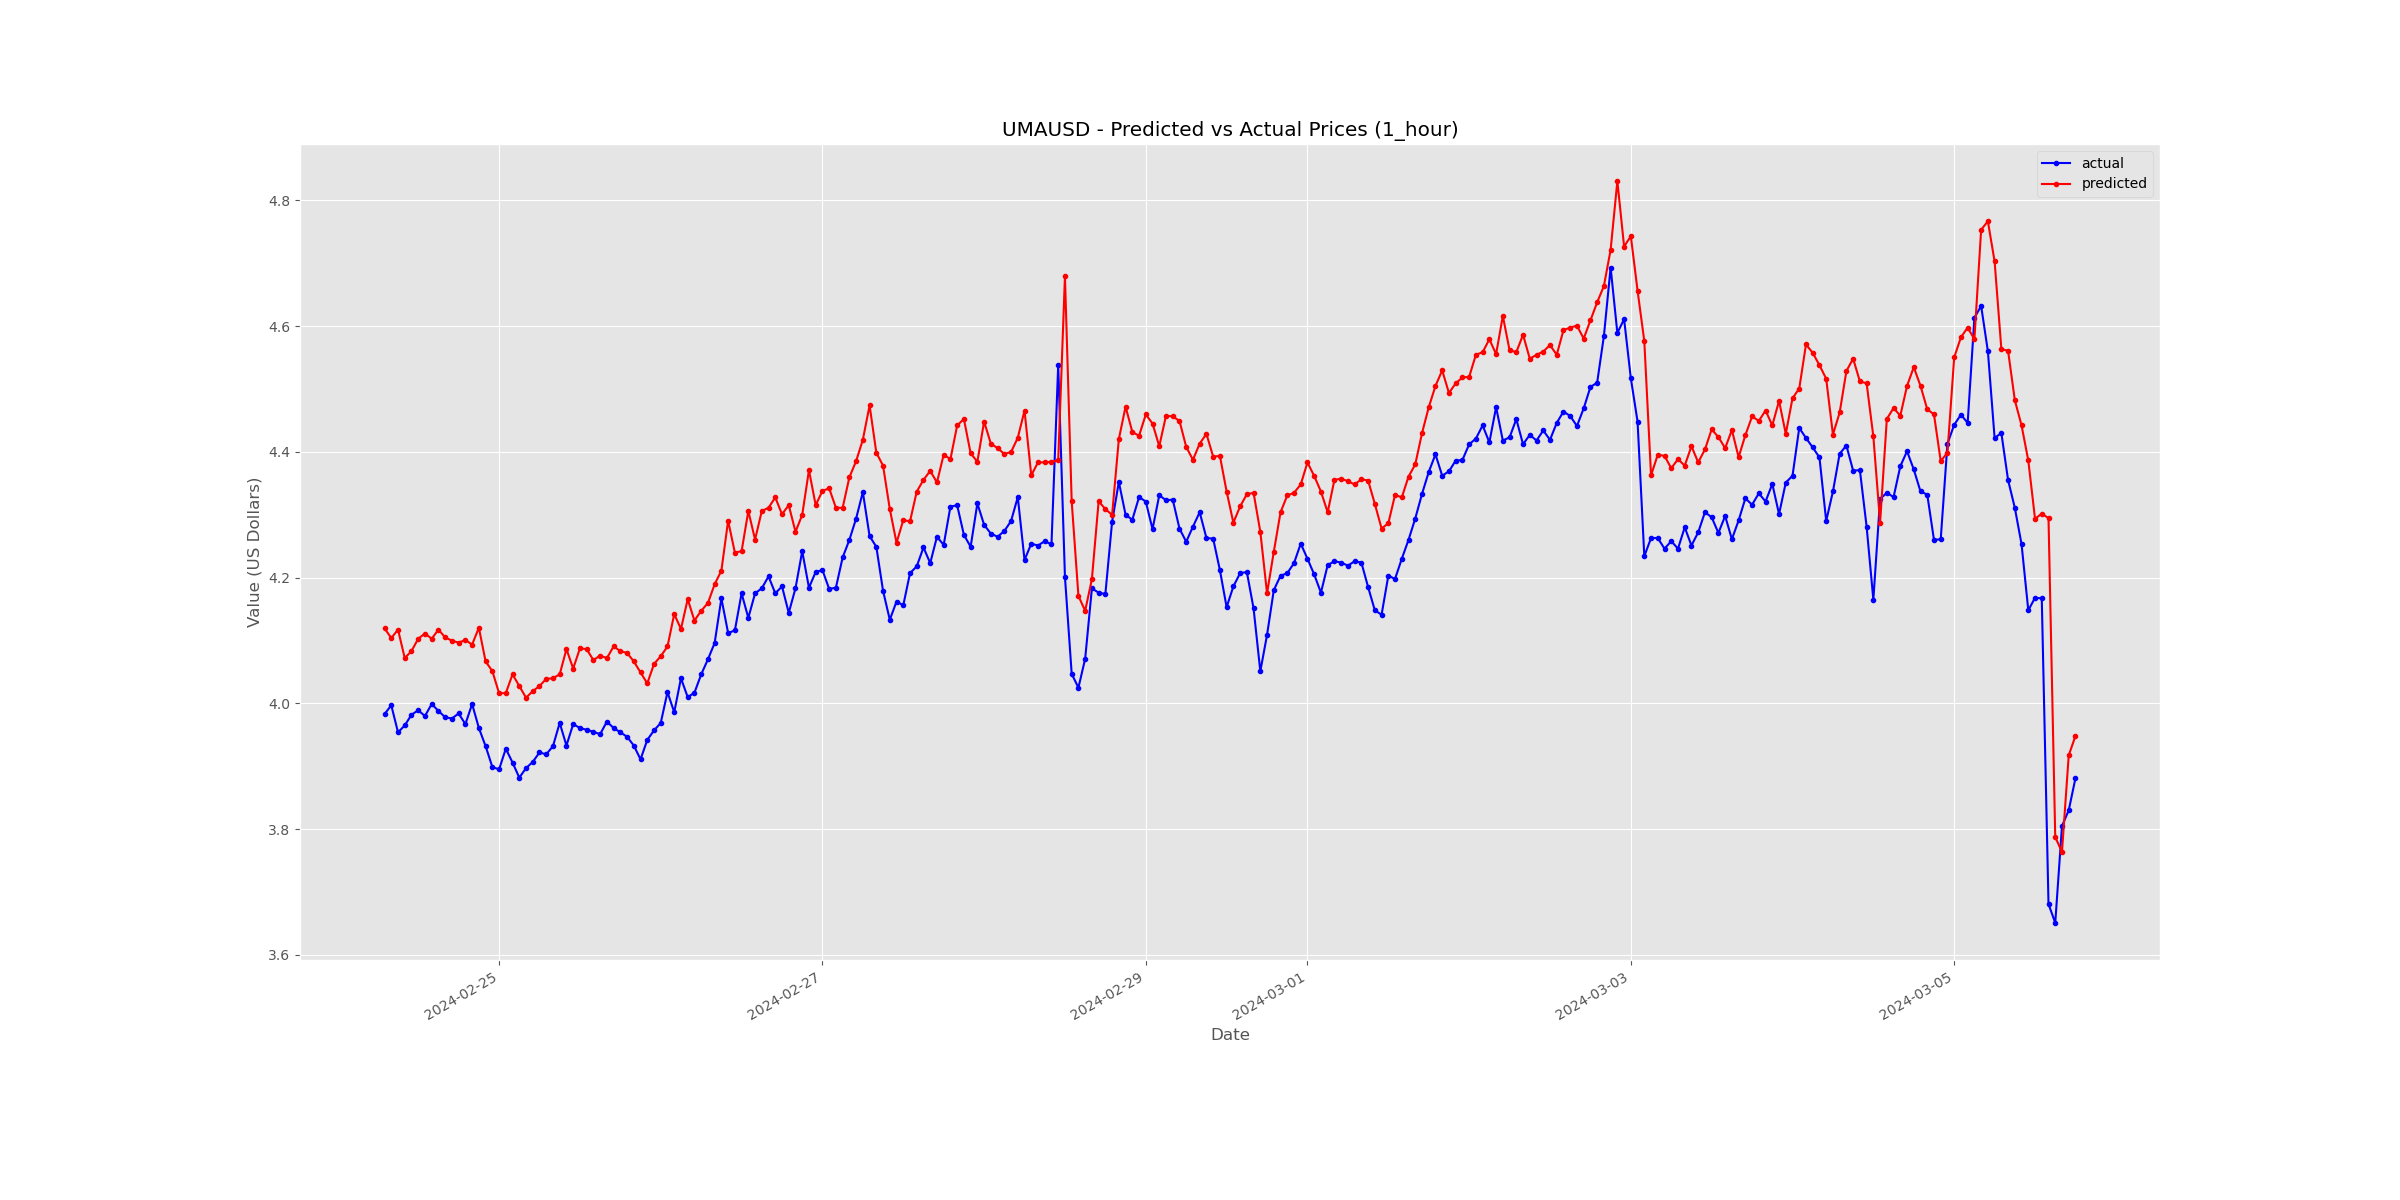 UMAUSD - Predicted vs Actual Prices (1_hour)
actual
predicted
Value (US Dollars)
4.8
4.6
4.4
4.2
4.0
3.8
3.6
2024-02-25
2024-02-27
2024-02-29
2024-03-01
2024-03-03
2024-03-05
Date